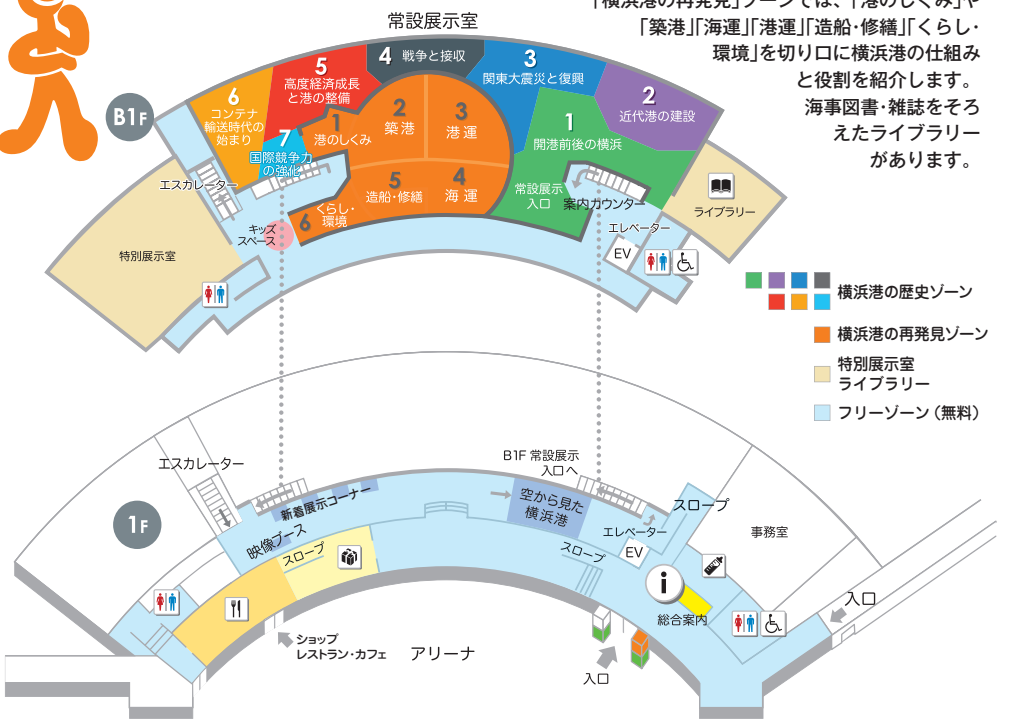 「横浜港の再発見」ゾーンでは、「港のしくみ」や
「築港」「海運」「港運」「造船・修繕」「くらし・
環境」を切り口に横浜港の仕組み
と役割を紹介します。
海事図書・雑誌をそろ
えたライブラリー
があります。
常設展示室
B1F
6
コンテナ
輸送時代の
始まり
5
高度経済成長
と港の整備
4 戦争と接収
3
関東大震災と復興
2
近代港の建設
1
開港前後の横浜
7
国際競争力
の強化
1
港のしくみ
2
築港
3
港運
4
海運
5
造船・修繕
6 くらし・
環境
常設展示
入口
案内カウンター
エレベーター
EV
ライブラリー
エスカレーター
キッズ
スペース
特別展示室
横浜港の歴史ゾーン
横浜港の再発見ゾーン
特別展示室
ライブラリー
フリーゾーン（無料）
1F
エスカレーター
新着展示コーナー
映像ブース
スロープ
B1F 常設展示
入口へ
空から見た
横浜港
スロープ
エレベーター
EV
スロープ
事務室
i
総合案内
入口
入口
ショップ
レストラン・カフェ
アリーナ